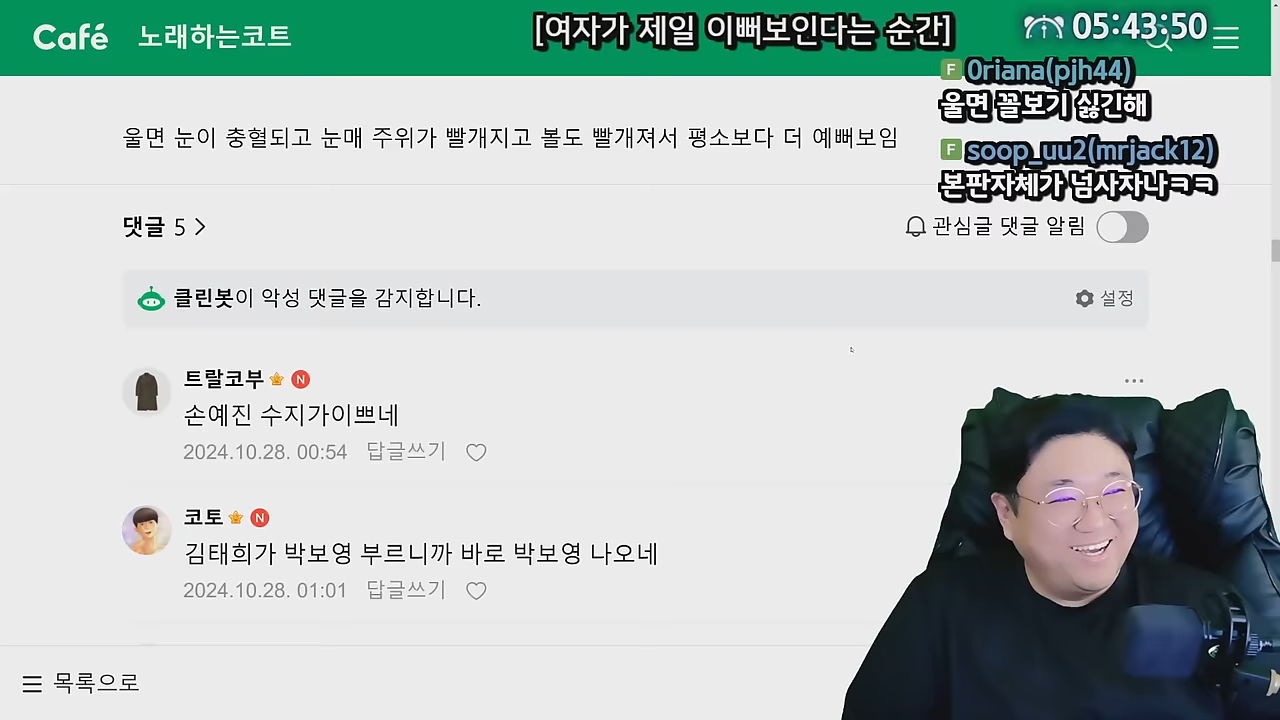 Café 노래하는코트
[여자가 제일 이뻐보인다는 순간]
05:43:50
0riana(pjh44)
울면 꼴보기 싫긴해
F soop_uu2(mrjack12)
본판자체가 넘사자나ㅋㅋ
울면 눈이 충혈되고 눈매 주위가 빨개지고 볼도 빨개져서 평소보다 더 예뻐보임
댓글 5
관심글 댓글 알림
클린봇이 악성 댓글을 감지합니다.
설정
트랄코부 N
손예진 수지가이쁘네
2024.10.28. 00:54 답글쓰기
코토 N
김태희가 박보영 부르니까 바로 박보영 나오네
2024.10.28. 01:01 답글쓰기
목록으로